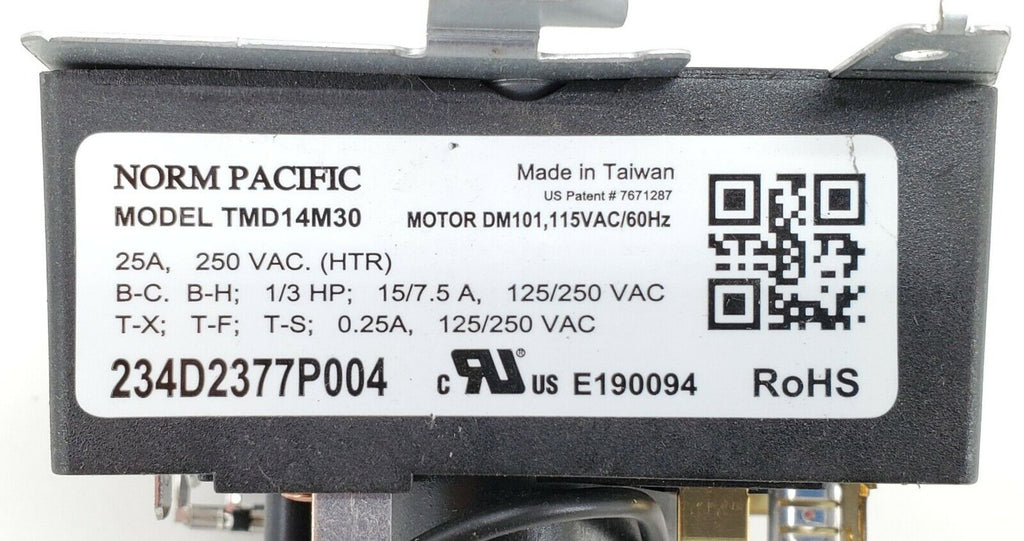 NORM PACIFIC
Made in Taiwan
US Patent # 7671287
MODEL TMD14M30
MOTOR DM101,115VAC/60Hz
25A, 250 VAC. (HTR)
B-C. B-H; 1/3 HP; 15/7.5 A, 125/250 VAC
T-X; T-F; T-S; 0.25A, 125/250 VAC
234D2377P004 c RU® US E190094 RoHS